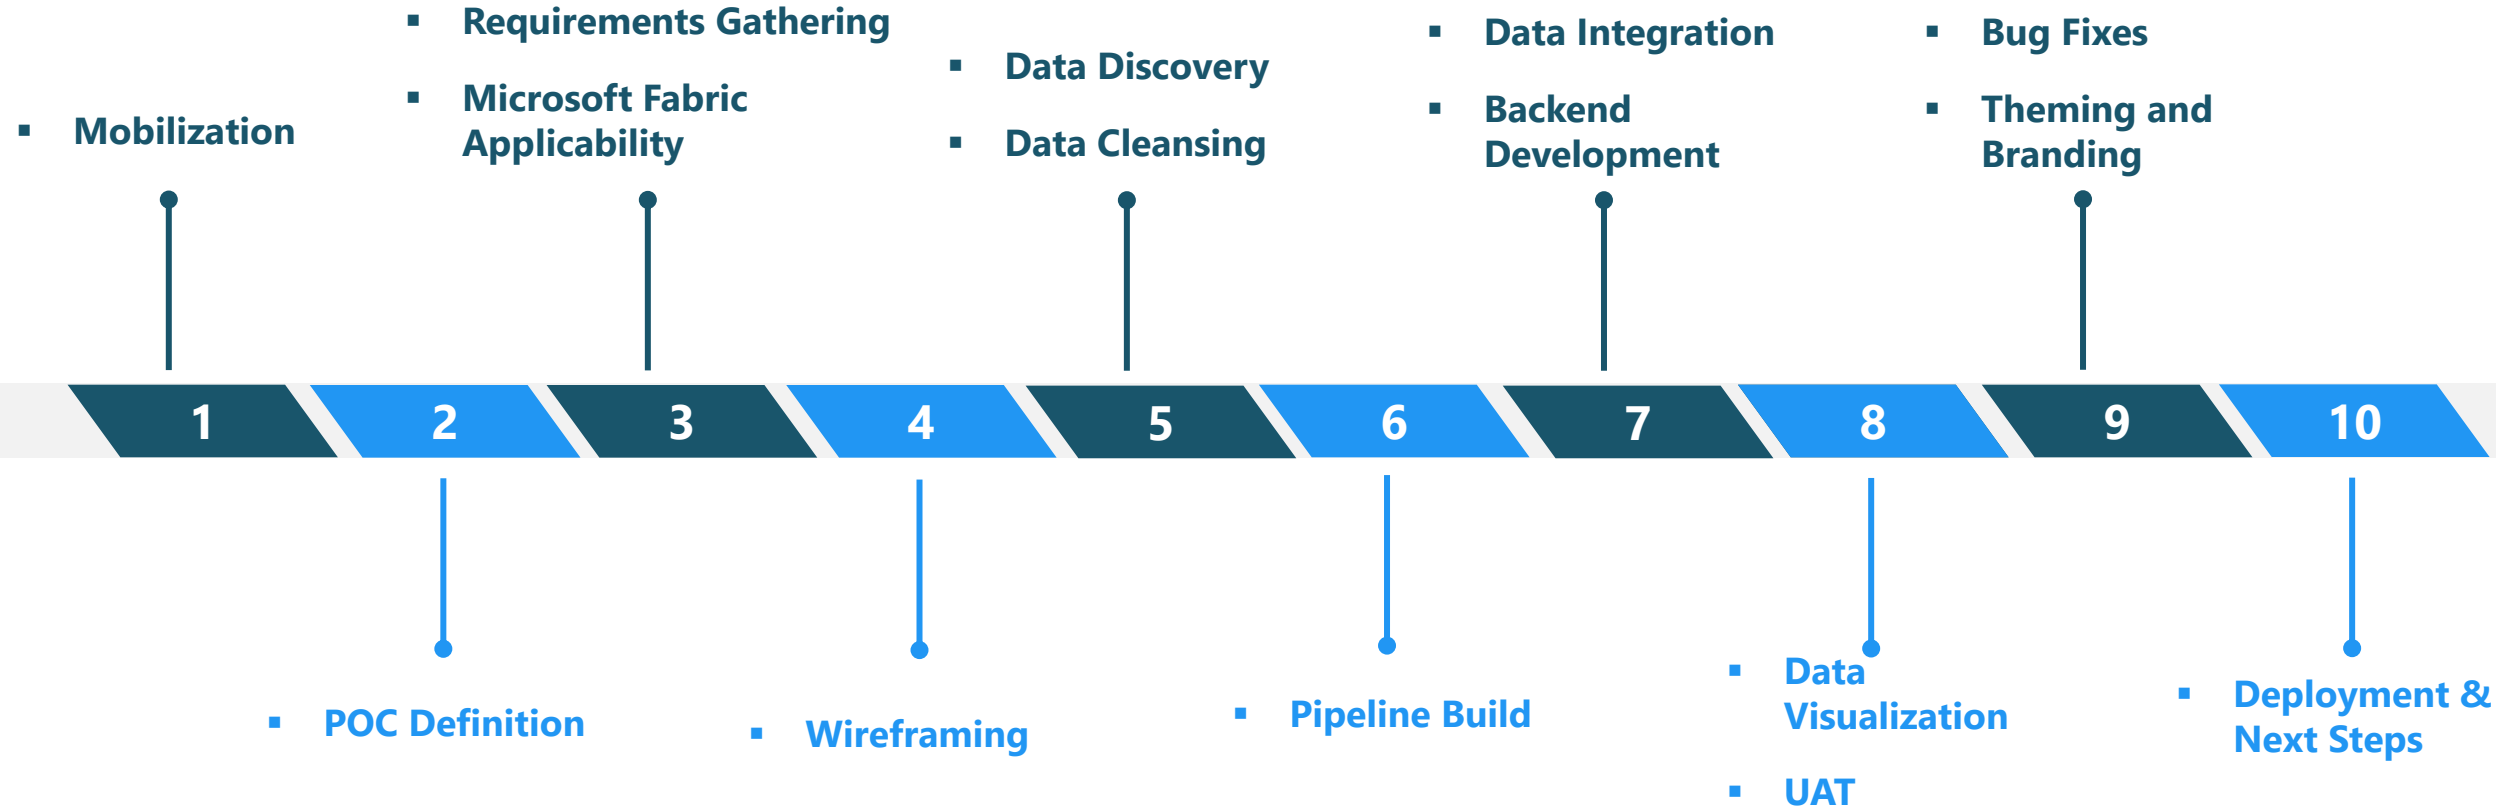 Mobilization
Requirements Gathering
Microsoft Fabric
Applicability
Data Discovery
Data Cleansing
Data Integration
Backend
Development
Bug Fixes
Theming and
Branding
1 2 3 4 5 6 7 8 9 10
POC Definition
Wireframing
Pipeline Build
Data
Visualization
UAT
Deployment &
Next Steps